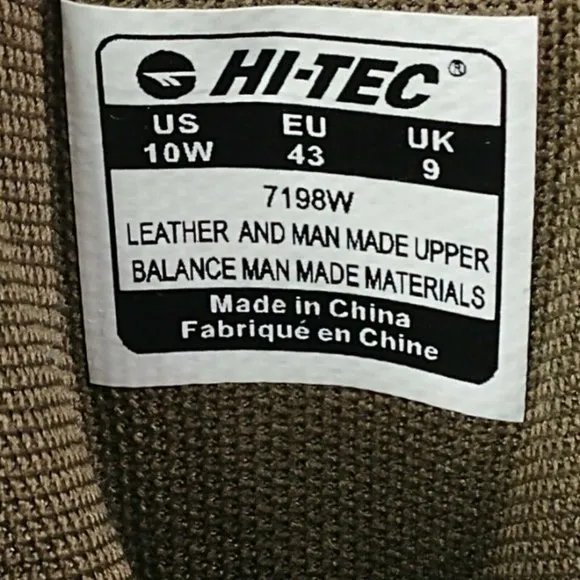 HI-TEC®
US EU UK
10W 43 9
7198W
LEATHER AND MAN MADE UPPER
BALANCE MAN MADE MATERIALS
Made in China
Fabriqué en Chine